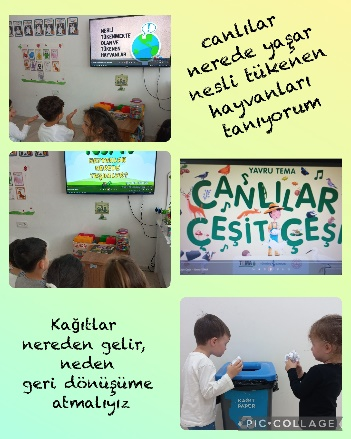 NESLİ
TÜKENMEKTE
OLAN VE
TÜKENEN
HAYVANLAR
canlılar
nerede yaşar
nesli tükenen
hayvanları
tanıyorum
YAVRU TEMA
CANLILAR
ÇEŞİT ÇEŞİ
Kağıtlar
nereden gelir,
neden
geri dönüşüme
atmalıyız
KAĞIT
PAPER
PIC•COLLAGE